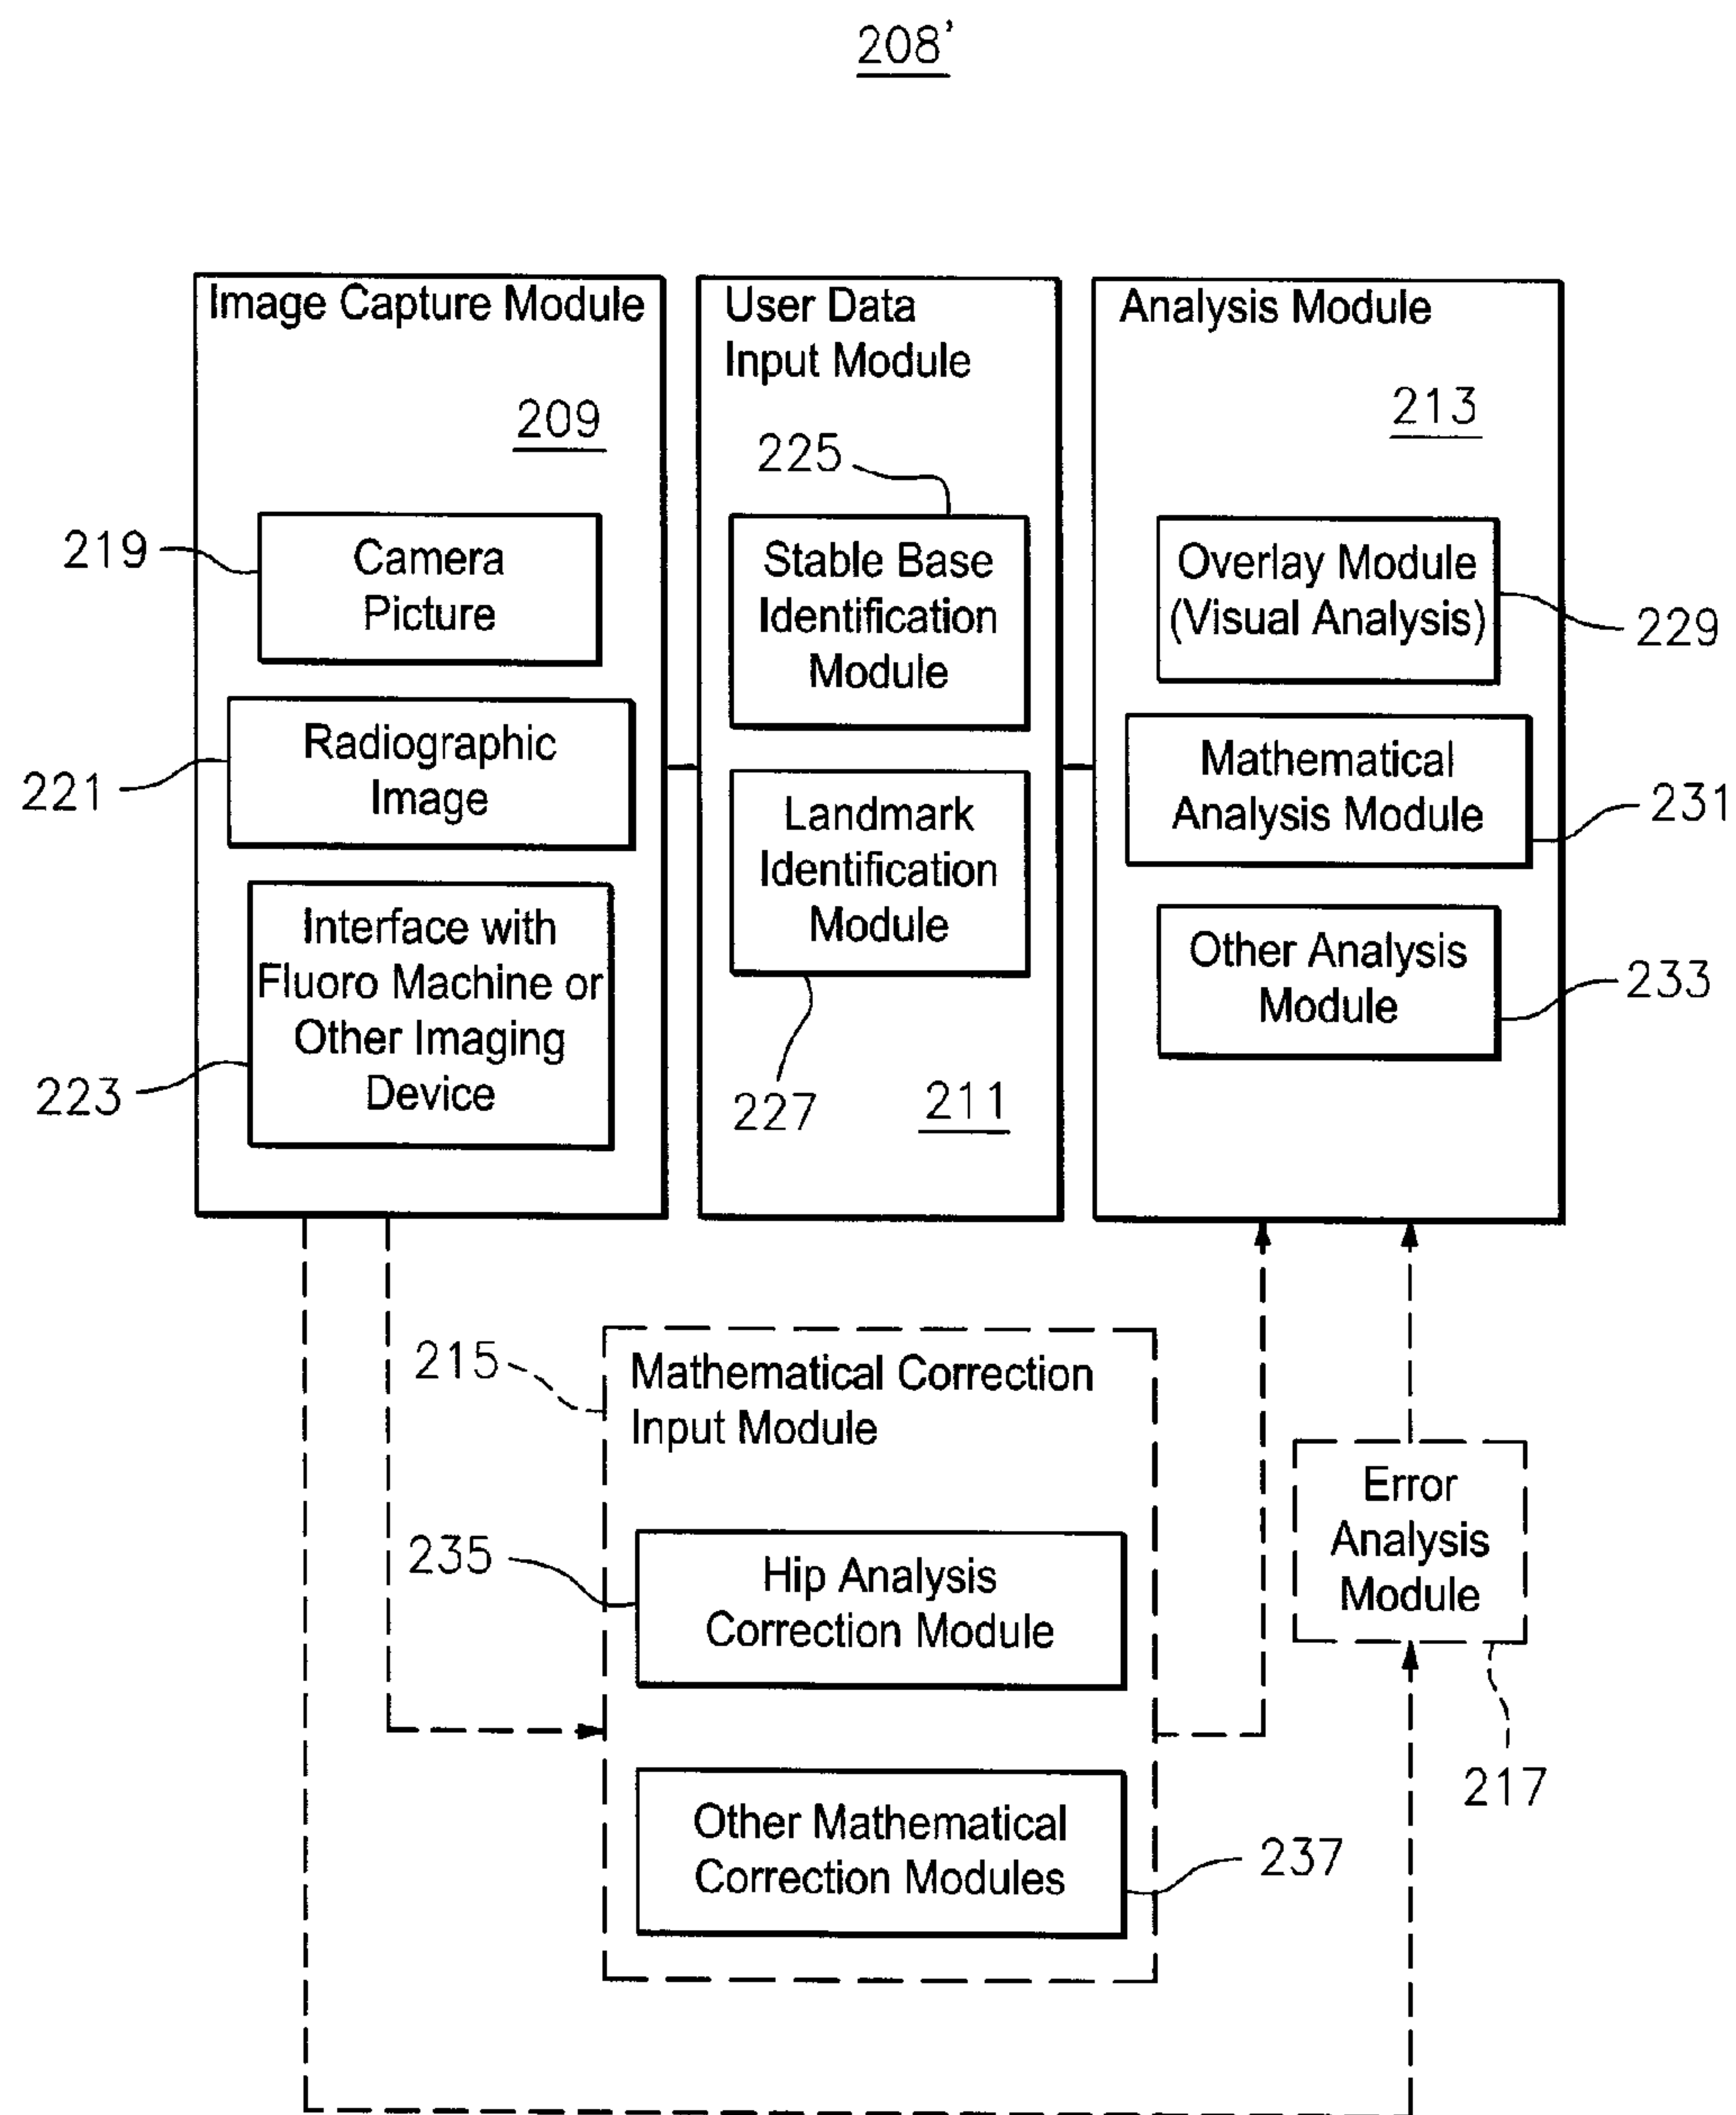 208'
Image Capture Module
209
219
Camera
Picture
221
Radiographic
Image
223
Interface with
Fluoro Machine or
Other Imaging
Device
User Data
Input Module
225
Stable Base
Identification
Module
Landmark
Identification
Module
227
211
Analysis Module
213
Overlay Module
(Visual Analysis)
229
Mathematical
Analysis Module
231
Other Analysis
Module
233
215
Mathematical Correction
Input Module
235
Hip Analysis
Correction Module
Other Mathematical
Correction Modules
237
Error
Analysis
Module
217